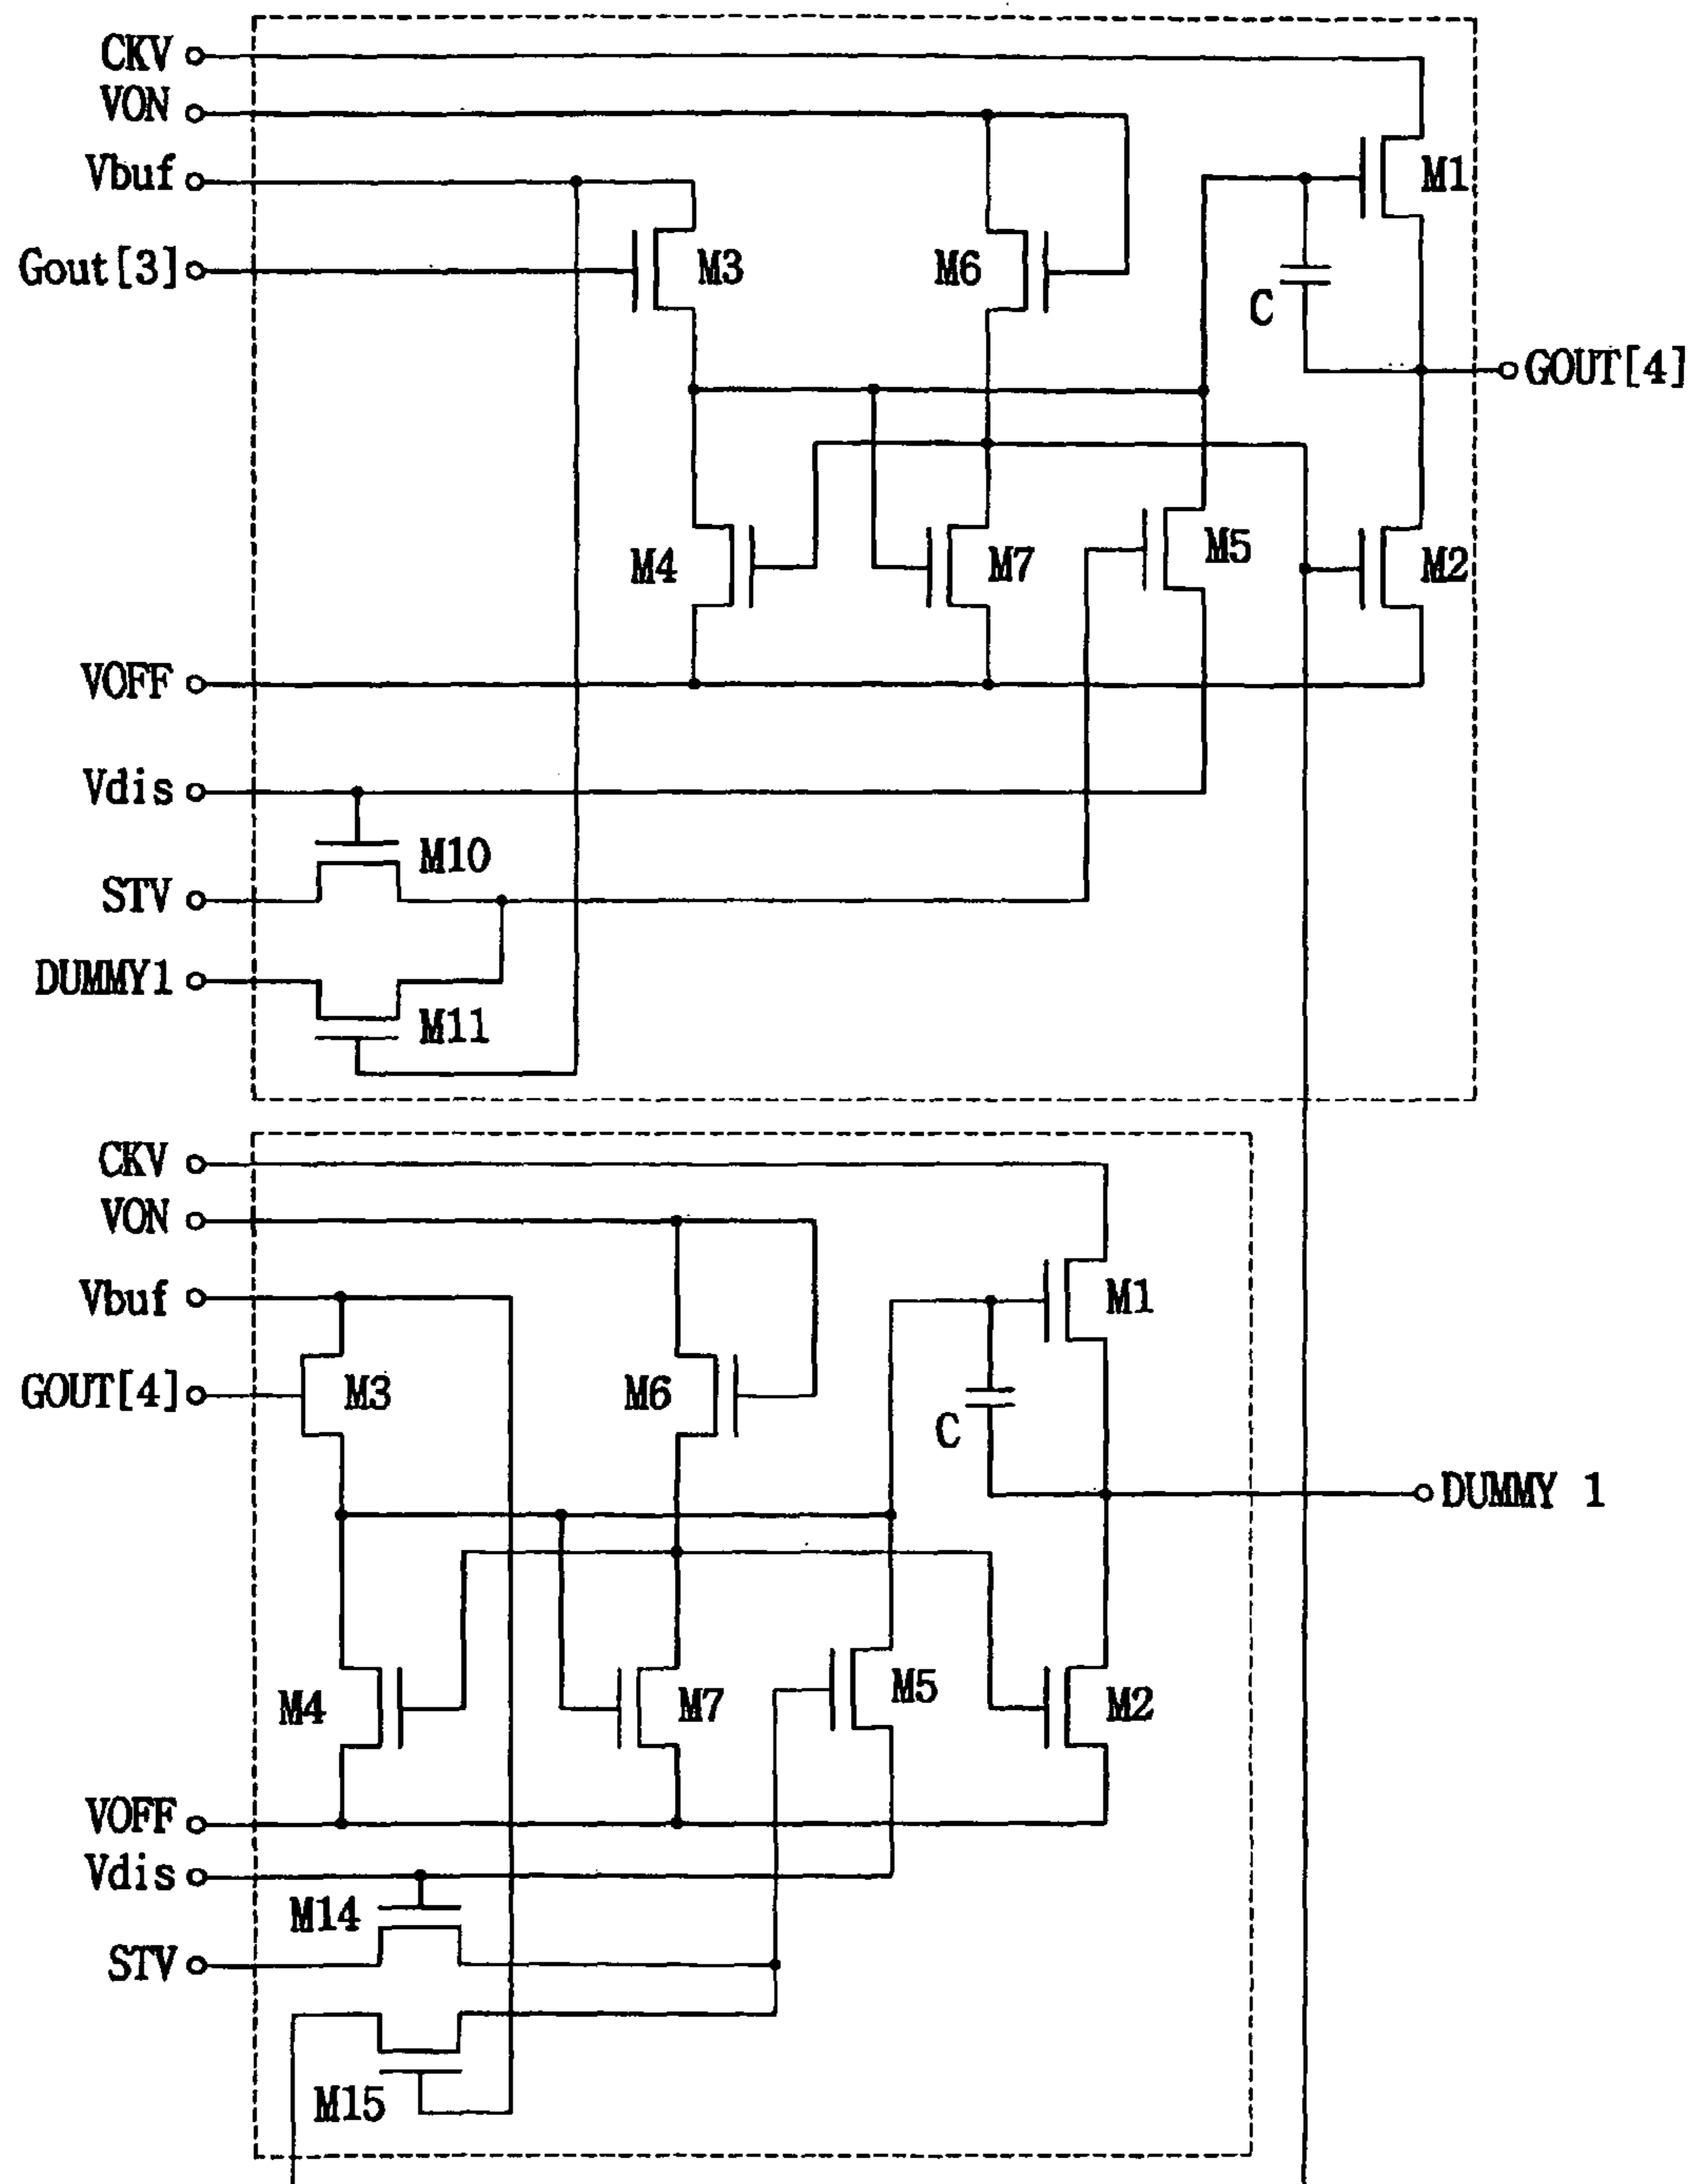 CKV
VON
Vbuf
M1
Gout[3]
M3
M6
C
GOUT[4]
M4
M7
M5
M2
VOFF
Vdis
M10
STV
DUMMY1
M11
CKV
VON
Vbuf
M1
GOUT[4]
M3
M6
C
DUMMY 1
M4
M7
M5
M2
VOFF
Vdis
M14
STV
M15